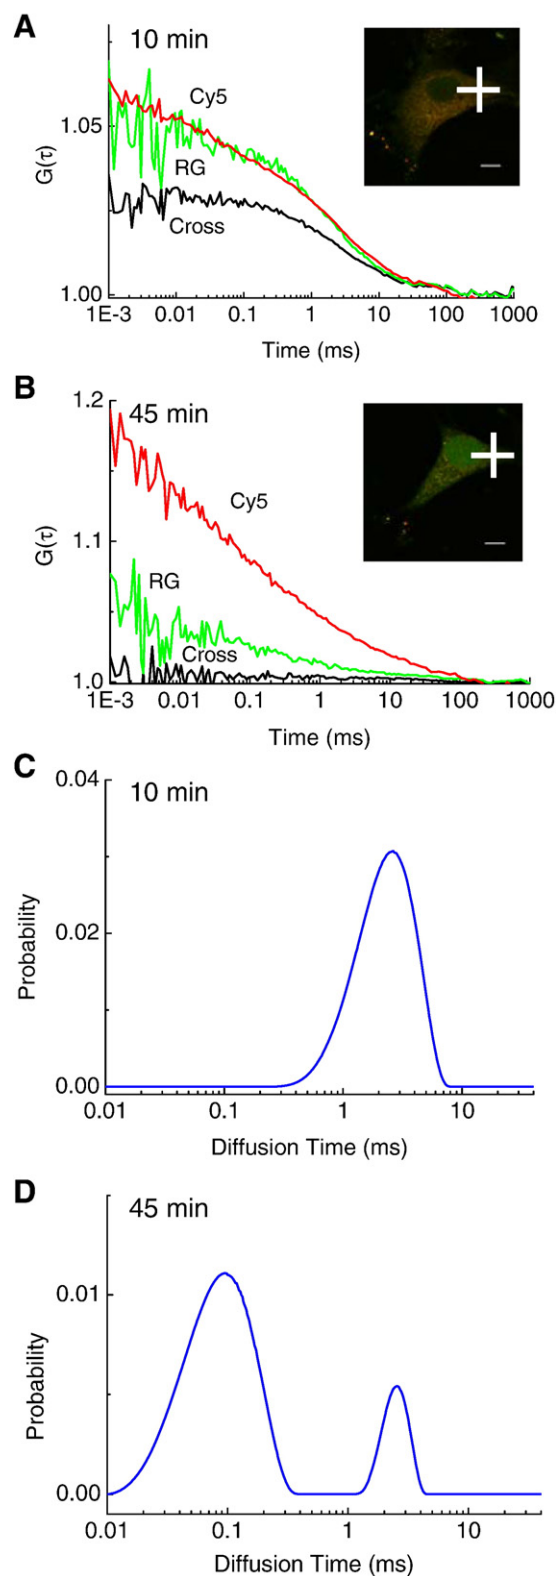 A
10 min
Cy5
RG
Cross
G(τ)
1.05
1.00
1E-3 0.01 0.1 1 10 100 1000
Time (ms)
B
45 min
Cy5
RG
Cross
G(τ)
1.2
1.1
1.0
1E-3 0.01 0.1 1 10 100 1000
Time (ms)
C
10 min
Probability
0.04
0.02
0.00
0.01 0.1 1 10
Diffusion Time (ms)
D
45 min
Probability
0.01
0.00
0.01 0.1 1 10
Diffusion Time (ms)